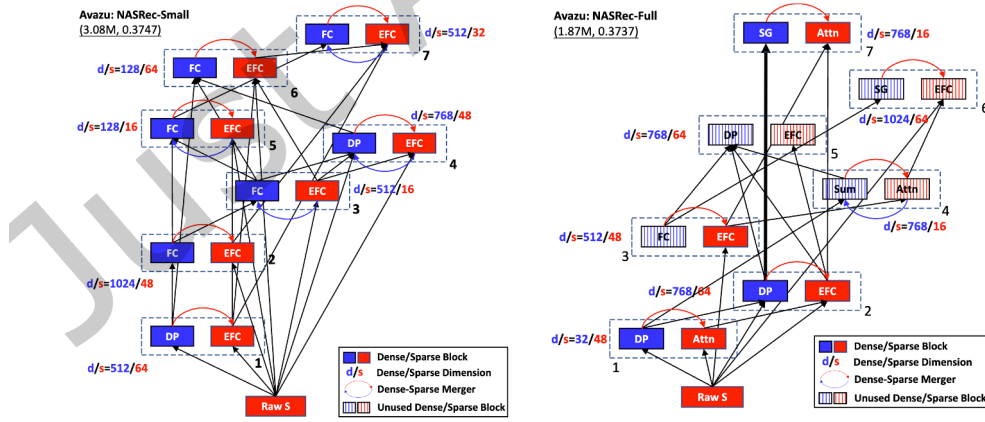 Avazu: NASRec-Small
(3.08M, 0.3747)
FC
EFC
d/s=512/32
7
d/s=128/64
FC
EFC
6
d/s=128/16
FC
EFC
5
d/s=768/48
DP
EFC
4
FC
EFC
d/s=512/16
3
FC
EFC
2
d/s=1024/48
DP
EFC
1
d/s=512/64
Raw S
Dense/Sparse Block
d/s Dense/Sparse Dimension
Dense-Sparse Merger
Unused Dense/Sparse Block
Just A
Avazu: NASRec-Full
(1.87M, 0.3737)
SG
Attn
d/s=768/16
7
SG
EFC
6
d/s=1024/64
d/s=768/64
DP
EFC
5
Sum
Attn
4
d/s=768/16
d/s=512/48
FC
EFC
3
d/s=768/64
DP
EFC
2
d/s=32/48
DP
Attn
1
Raw S
Dense/Sparse Block
d/s Dense/Sparse Dimension
Dense-Sparse Merger
Unused Dense/Sparse Block